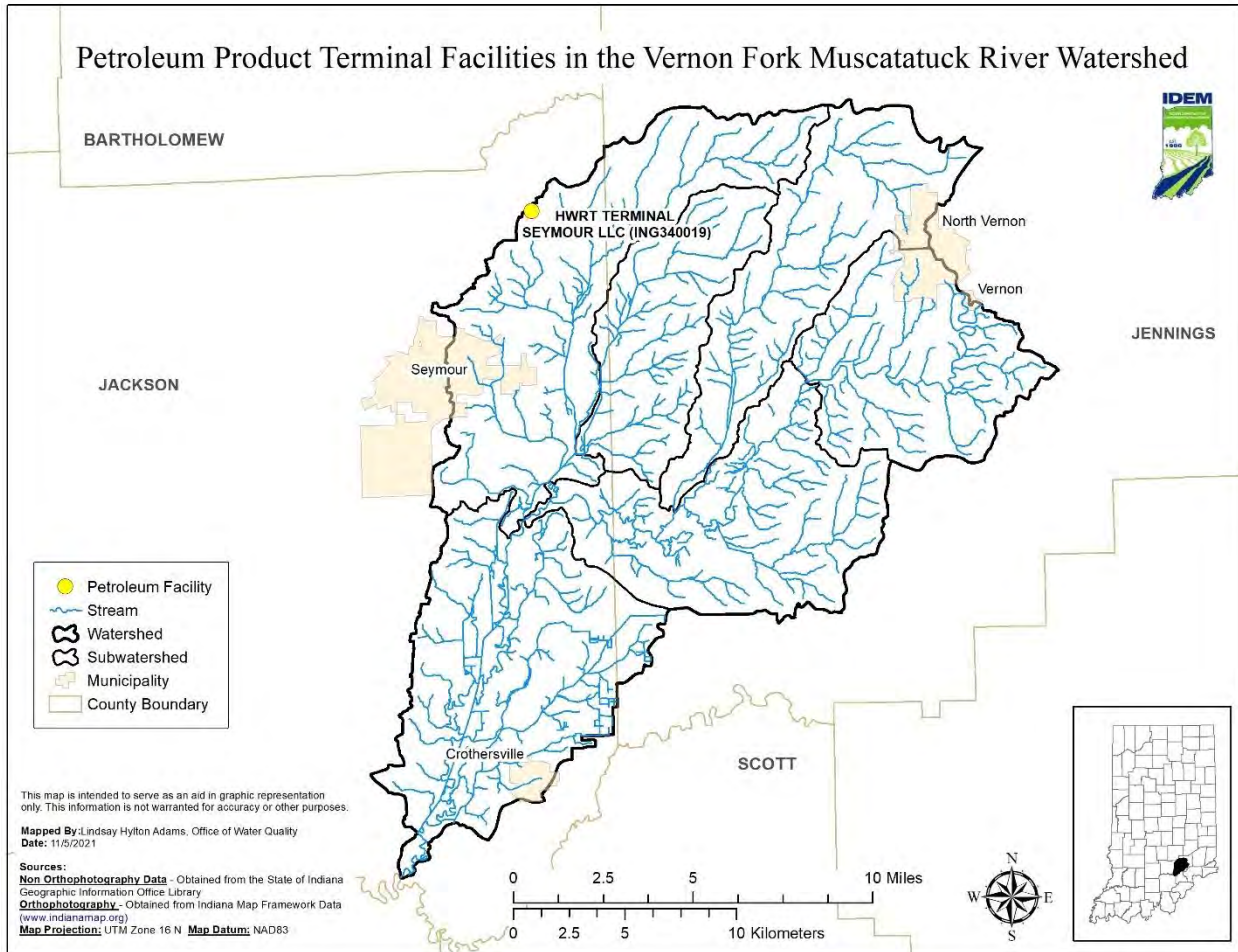 Petroleum Product Terminal Facilities in the Vernon Fork Muscatatuck River Watershed
IDEM
BARTHOLOMEW
HWRT TERMINAL
SEYMOUR LLC (ING340019)
North Vernon
Vernon
JENNINGS
JACKSON
Seymour
Petroleum Facility
Stream
Watershed
Subwatershed
Municipality
County Boundary
Crothersville
SCOTT
This map is intended to serve as an aid in graphic representation
only. This information is not warranted for accuracy or other purposes.
Mapped By:Lindsay Hylton Adams, Office of Water Quality
Date: 11/5/2021
Sources:
Non Orthophotography Data - Obtained from the State of Indiana
Geographic Information Office Library
Orthophotography - Obtained from Indiana Map Framework Data
(www.indianamap.org)
Map Projection: UTM Zone 16 N Map Datum: NAD83
0 2.5 5 10 Miles
0 2.5 5 10 Kilometers
N
W E
S